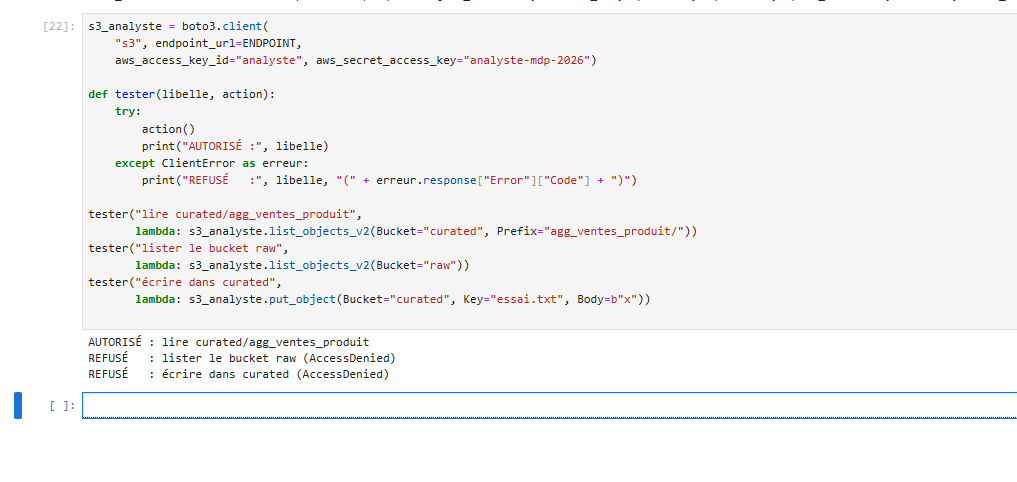 [22]: s3_analyste = boto3.client(
    "s3", endpoint_url=ENDPOINT,
    aws_access_key_id="analyste", aws_secret_access_key="analyste-mdp-2026")

def tester(libelle, action):
    try:
        action()
        print("AUTORISÉ :", libelle)
    except ClientError as erreur:
        print("REFUSÉ   :", libelle, "(" + erreur.response["Error"]["Code"] + ")")

tester("lire curated/agg_ventes_produit",
       lambda: s3_analyste.list_objects_v2(Bucket="curated", Prefix="agg_ventes_produit/"))
tester("lister le bucket raw",
       lambda: s3_analyste.list_objects_v2(Bucket="raw"))
tester("écrire dans curated",
       lambda: s3_analyste.put_object(Bucket="curated", Key="essai.txt", Body=b"x"))

AUTORISÉ : lire curated/agg_ventes_produit
REFUSÉ   : lister le bucket raw (AccessDenied)
REFUSÉ   : écrire dans curated (AccessDenied)
[ ]: